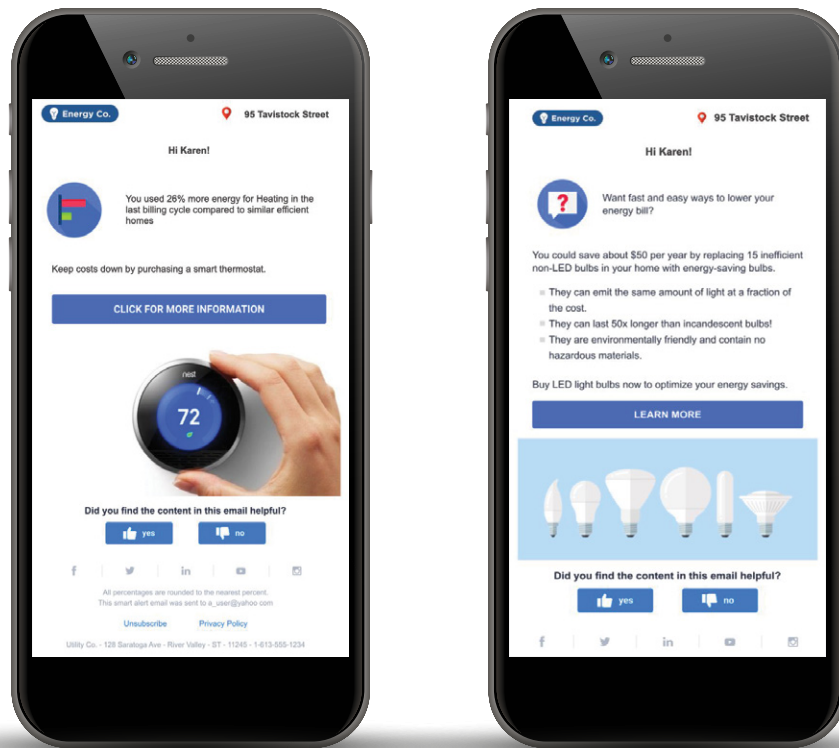 Energy Co.
95 Tavistock Street
Hi Karen!
You used 26% more energy for Heating in the
last billing cycle compared to similar efficient
homes
Keep costs down by purchasing a smart thermostat.
CLICK FOR MORE INFORMATION
nest
72
Did you find the content in this email helpful?
yes
no
f
in
All percentages are rounded to the nearest percent.
This smart alert email was sent to a_user@yahoo com
Unsubscribe
Privacy Policy
Utility Co. - 128 Saratoga Ave - River Valley - ST - 11245 - 1-613-555-1234
Energy Co.
95 Tavistock Street
Hi Karen!
?
Want fast and easy ways to lower your
energy bill?
You could save about $50 per year by replacing 15 inefficient
non-LED bulbs in your home with energy-saving bulbs.
They can emit the same amount of light at a fraction of
the cost.
They can last 50x longer than incandescent bulbs!
They are environmentally friendly and contain no
hazardous materials.
Buy LED light bulbs now to optimize your energy savings.
LEARN MORE
Did you find the content in this email helpful?
yes
no
f
in